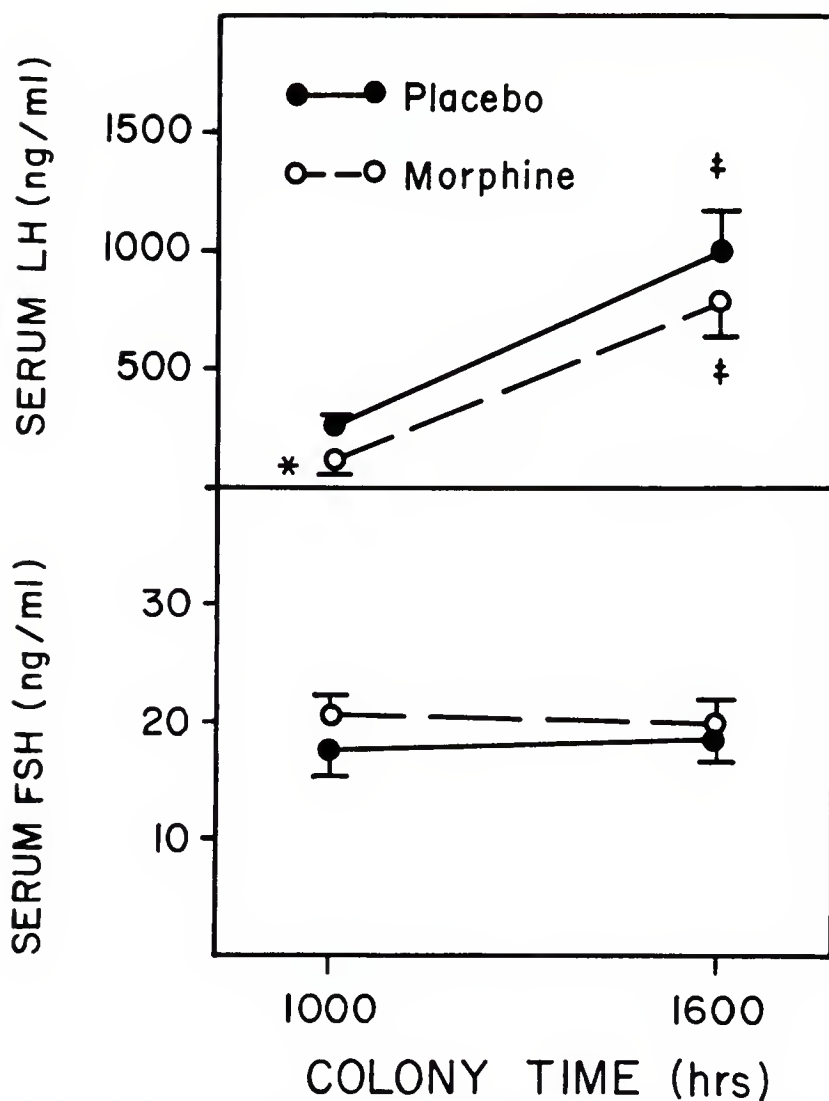 SERUM LH (ng/ml)
1500
1000
500
Placebo
Morphine
‡
‡
*
SERUM FSH (ng/ml)
30
20
10
1000
1600
COLONY TIME (hrs)